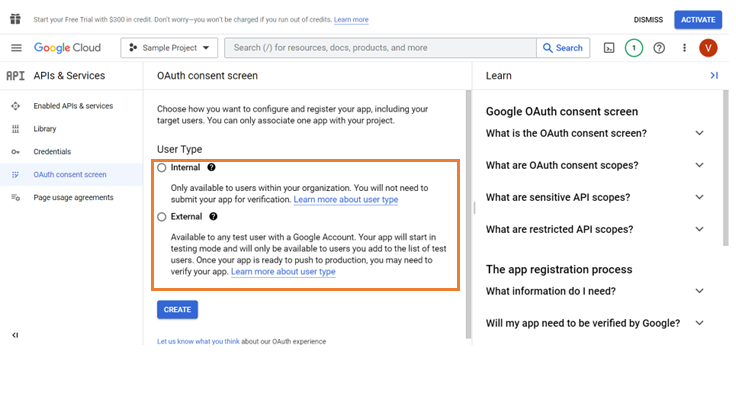 Start your Free Trial with $300 in credit. Don't worry—you won't be charged if you run out of credits. Learn more
DISMISS
ACTIVATE
Google Cloud
Sample Project
Search (/) for resources, docs, products, and more
Search
1
V
API APIs & Services
Enabled APIs & services
Library
Credentials
OAuth consent screen
Page usage agreements
OAuth consent screen
Choose how you want to configure and register your app, including your
target users. You can only associate one app with your project.
User Type
Internal
Only available to users within your organization. You will not need to
submit your app for verification. Learn more about user type
External
Available to any test user with a Google Account. Your app will start in
testing mode and will only be available to users you add to the list of test
users. Once your app is ready to push to production, you may need to
verify your app. Learn more about user type
CREATE
Let us know what you think about our OAuth experience
Learn
Google OAuth consent screen
What is the OAuth consent screen?
What are OAuth consent scopes?
What are sensitive API scopes?
What are restricted API scopes?
The app registration process
What information do I need?
Will my app need to be verified by Google?